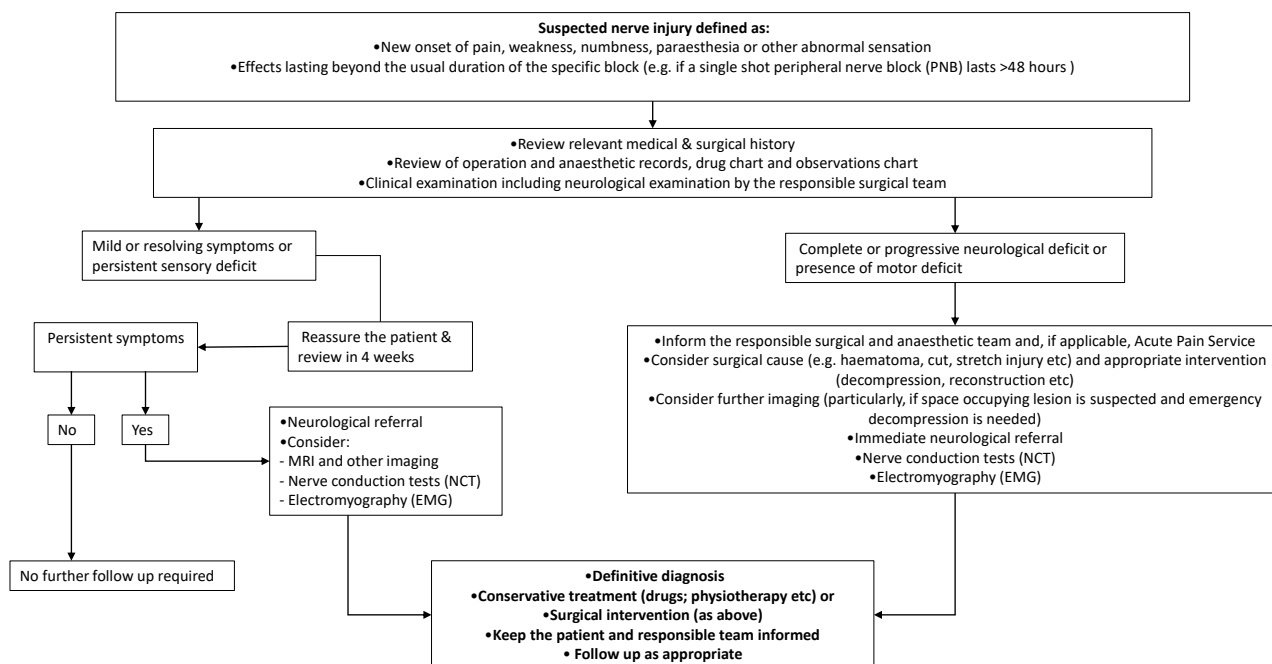 Suspected nerve injury defined as:
•New onset of pain, weakness, numbness, paraesthesia or other abnormal sensation
•Effects lasting beyond the usual duration of the specific block (e.g. if a single shot peripheral nerve block (PNB) lasts >48 hours )
•Review relevant medical & surgical history
•Review of operation and anaesthetic records, drug chart and observations chart
•Clinical examination including neurological examination by the responsible surgical team
Mild or resolving symptoms or
persistent sensory deficit
Complete or progressive neurological deficit or
presence of motor deficit
Persistent symptoms
Reassure the patient &
review in 4 weeks
•Inform the responsible surgical and anaesthetic team and, if applicable, Acute Pain Service
•Consider surgical cause (e.g. haematoma, cut, stretch injury etc) and appropriate intervention
(decompression, reconstruction etc)
•Consider further imaging (particularly, if space occupying lesion is suspected and emergency
decompression is needed)
•Immediate neurological referral
•Nerve conduction tests (NCT)
•Electromyography (EMG)
No
Yes
•Neurological referral
•Consider:
- MRI and other imaging
- Nerve conduction tests (NCT)
- Electromyography (EMG)
No further follow up required
•Definitive diagnosis
•Conservative treatment (drugs; physiotherapy etc) or
•Surgical intervention (as above)
•Keep the patient and responsible team informed
• Follow up as appropriate